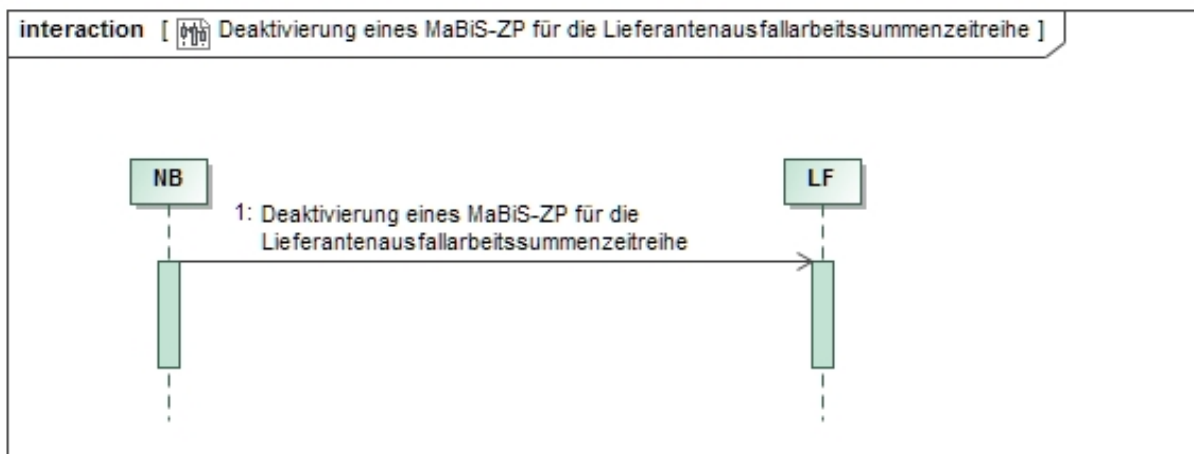 interaction [ Deaktivierung eines MaBiS-ZP für die Lieferantenausfallarbeitssummenzeitreihe ]
NB
LF
1: Deaktivierung eines MaBiS-ZP für die
Lieferantenausfallarbeitssummenzeitreihe